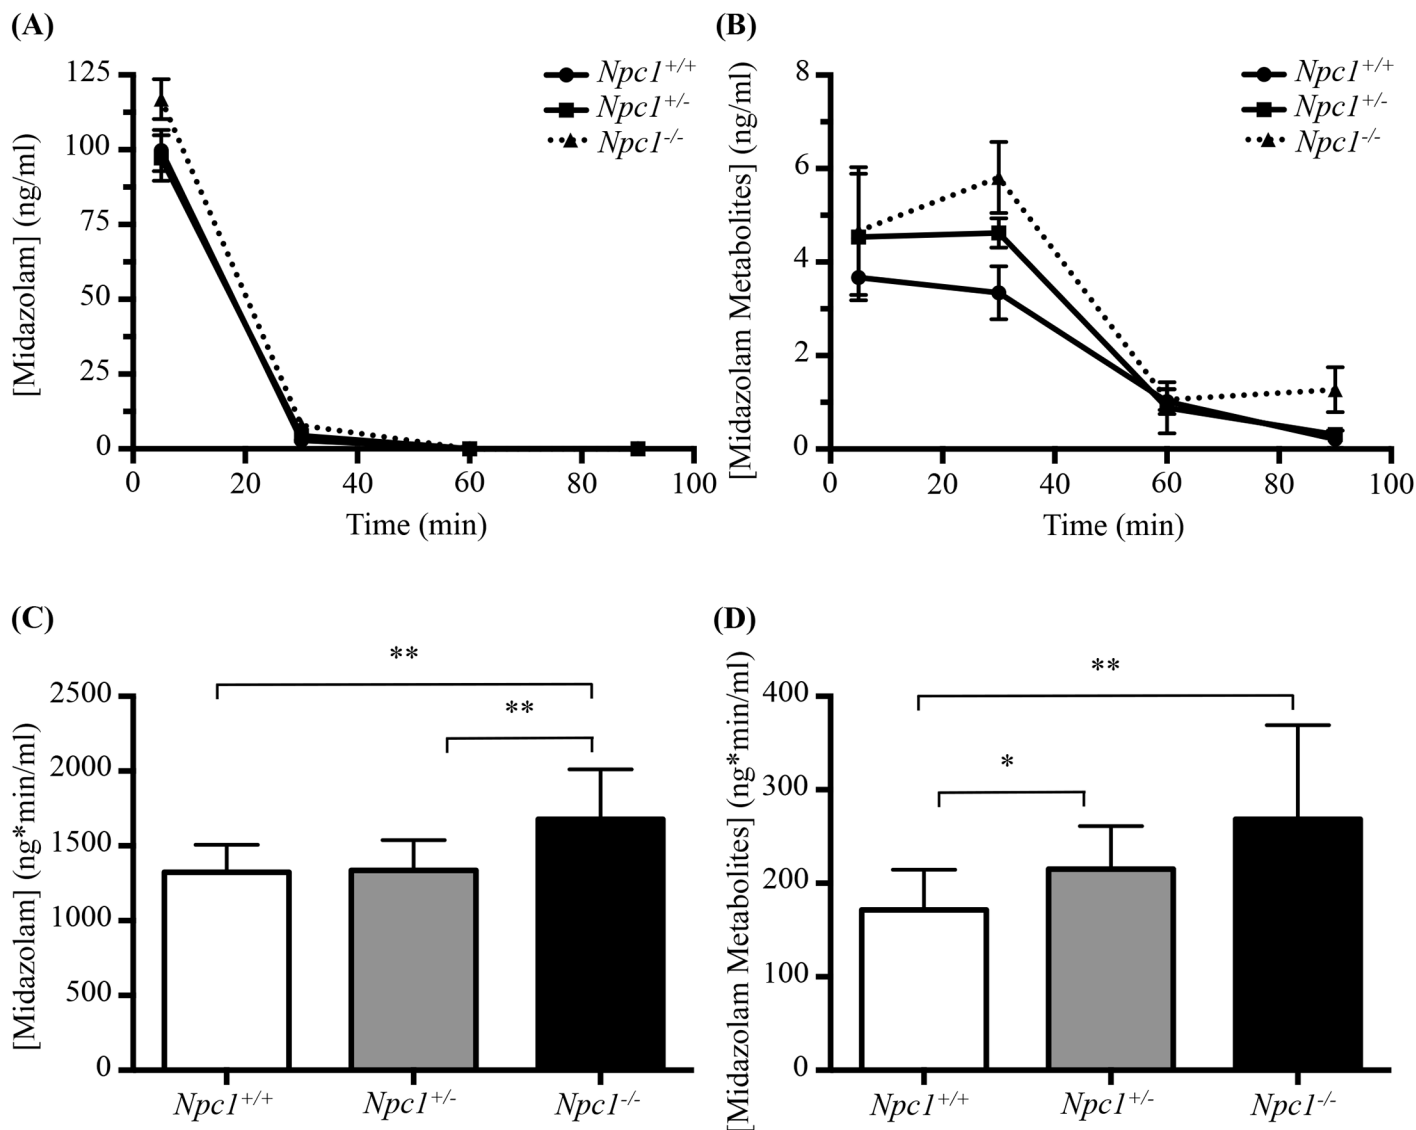 (A)
[Midazolam] (ng/ml)
125
100
75
50
25
0
0 20 40 60 80 100
Time (min)
Npc1+/+
Npc1+/-
Npc1-/-
(B)
[Midazolam Metabolites] (ng/ml)
8
6
4
2
0
0 20 40 60 80 100
Time (min)
Npc1+/+
Npc1+/-
Npc1-/-
(C)
[Midazolam] (ng*min/ml)
2500
2000
1500
1000
500
0
**
**
Npc1+/+ Npc1+/- Npc1-/-
(D)
[Midazolam Metabolites] (ng*min/ml)
400
300
200
100
0
**
*
Npc1+/+ Npc1+/- Npc1-/-